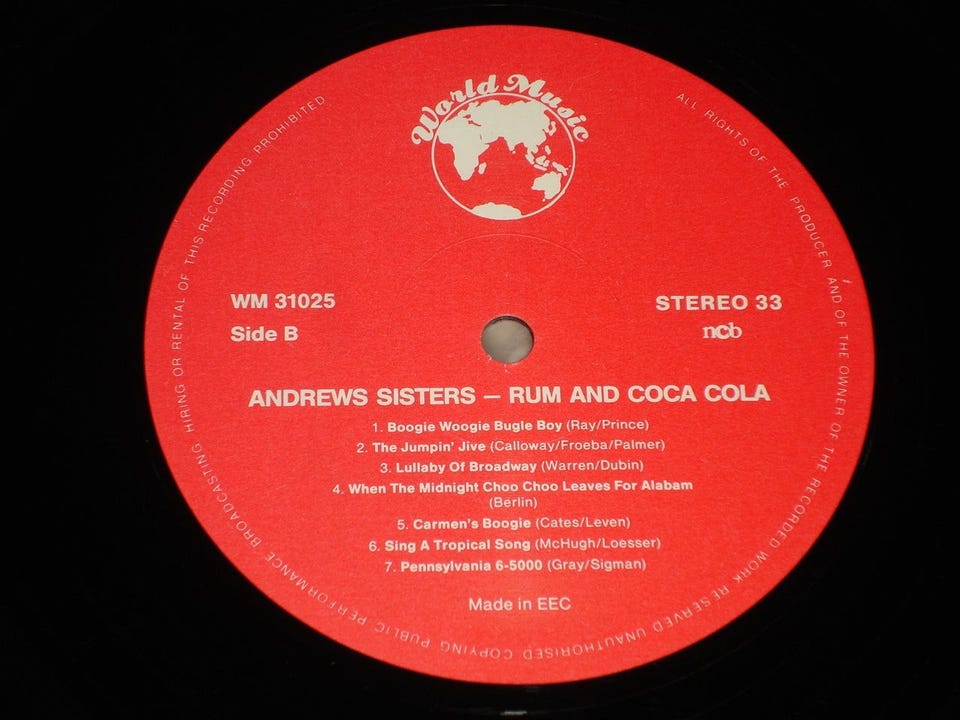 World Music
ALL RIGHTS OF THE PRODUCER AND OF THE OWNER OF THE RECORDED WORK RESERVED UNAUTHORISED COPYING PUBLIC PERFORMANCE BROADCASTING HIRING OR RENTAL OF THIS RECORDING PROHIBITED
WM 31025
STEREO 33
Side B
ncb
ANDREWS SISTERS – RUM AND COCA COLA
1. Boogie Woogie Bugle Boy (Ray/Prince)
2. The Jumpin' Jive (Calloway/Froeba/Palmer)
3. Lullaby Of Broadway (Warren/Dubin)
4. When The Midnight Choo Choo Leaves For Alabam
(Berlin)
5. Carmen's Boogie (Cates/Leven)
6. Sing A Tropical Song (McHugh/Loesser)
7. Pennsylvania 6-5000 (Gray/Sigman)
Made in EEC